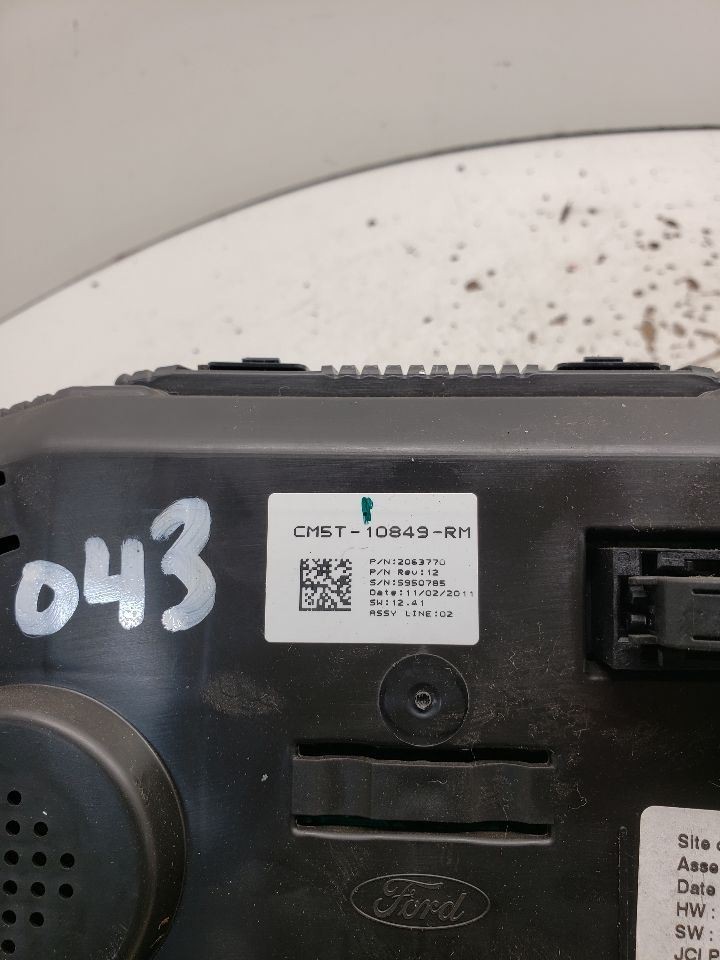 043
CM5T-10849-RM
P/N:2063770
P/N Rev:12
S/N:5950785
Date:11/02/2011
SW:12.41
ASSY LINE:02
Ford
Site
Asse
Date
HW :
SW :
JCI P